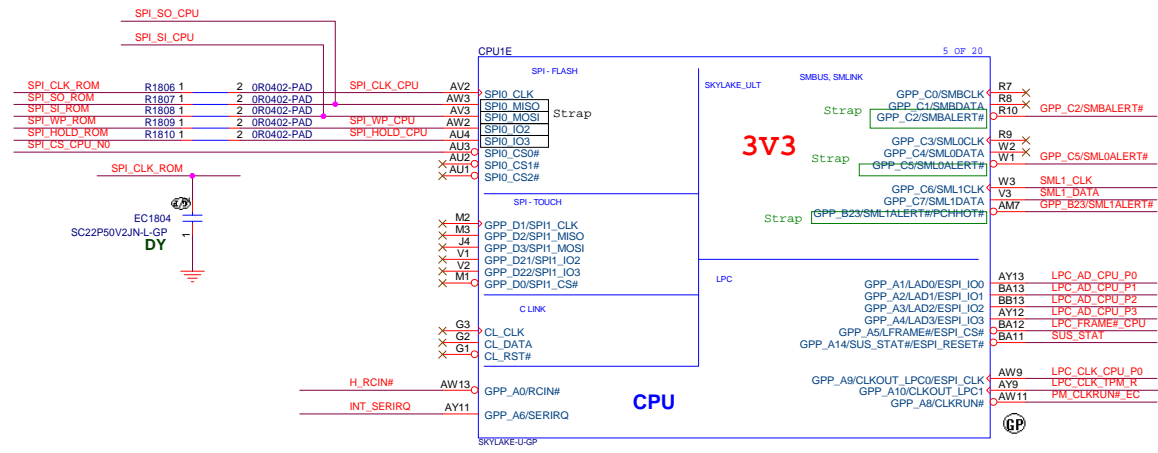 SPI_SO_CPU
SPI_SI_CPU
CPU1E 5 OF 20
SPI - FLASH SKYLAKE_ULT SMBUS, SMLINK
SPI_CLK_ROM R1806 1 2 0R0402-PAD SPI_CLK_CPU AV2 SPI0_CLK
SPI_SO_ROM R1807 1 2 0R0402-PAD AW3 SPI0_MISO
SPI_SI_ROM R1808 1 2 0R0402-PAD AV3 SPI0_MOSI Strap
SPI_WP_ROM R1809 1 2 0R0402-PAD SPI_WP_CPU AW2 SPI0_IO2
SPI_HOLD_ROM R1810 1 2 0R0402-PAD SPI_HOLD_CPU AU4 SPI0_IO3
SPI_CS_CPU_N0 AU3 SPI0_CS0#
AU2 SPI0_CS1#
AU1 SPI0_CS2#
GPP_C0/SMBCLK R7
GPP_C1/SMBDATA R8
Strap GPP_C2/SMBALERT# R10 GPP_C2/SMBALERT#
3V3
GPP_C3/SML0CLK R9
GPP_C4/SML0DATA W2
Strap GPP_C5/SML0ALERT# W1 GPP_C5/SML0ALERT#
GPP_C6/SML1CLK W3 SML1_CLK
GPP_C7/SML1DATA V3 SML1_DATA
Strap GPP_B23/SML1ALERT#/PCHHOT# AM7 GPP_B23/SML1ALERT#
SPI_CLK_ROM
EC1804
SC22P50V2JN-L-GP
DY
1
SPI - TOUCH
M2 GPP_D1/SPI1_CLK
M3 GPP_D2/SPI1_MISO
J4 GPP_D3/SPI1_MOSI
V1 GPP_D21/SPI1_IO2
V2 GPP_D22/SPI1_IO3
M1 GPP_D0/SPI1_CS#
LPC
GPP_A1/LAD0/ESPI_IO0 AY13 LPC_AD_CPU_P0
GPP_A2/LAD1/ESPI_IO1 BA13 LPC_AD_CPU_P1
GPP_A3/LAD2/ESPI_IO2 BB13 LPC_AD_CPU_P2
GPP_A4/LAD3/ESPI_IO3 AY12 LPC_AD_CPU_P3
GPP_A5/LFRAME#/ESPI_CS# BA12 LPC_FRAME#_CPU
GPP_A14/SUS_STAT#/ESPI_RESET# BA11 SUS_STAT
C LINK
G3 CL_CLK
G2 CL_DATA
G1 CL_RST#
GPP_A9/CLKOUT_LPC0/ESPI_CLK AW9 LPC_CLK_CPU_P0
GPP_A10/CLKOUT_LPC1 AY9 LPC_CLK_TPM_R
GPP_A8/CLKRUN# AW11 PM_CLKRUN#_EC
H_RCIN# AW13 GPP_A0/RCIN#
INT_SERIRQ AY11 GPP_A6/SERIRQ
CPU
GP
SKYLAKE-U-GP